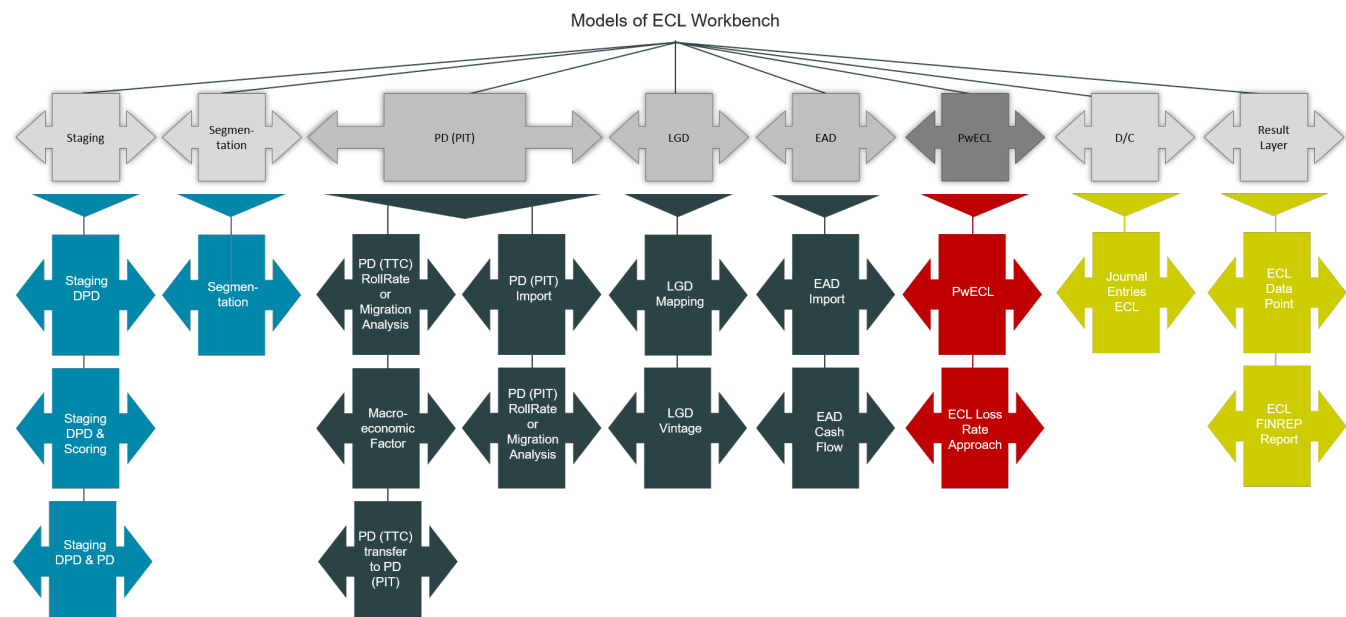 Models of ECL Workbench
Staging
Segmen-
tation
PD (PIT)
LGD
EAD
PwECL
D/C
Result
Layer
Staging
DPD
Segmen-
tation
PD (TTC)
RollRate
or
Migration
Analysis
PD (PIT)
Import
LGD
Mapping
EAD
Import
PwECL
Journal
Entries
ECL
ECL
Data
Point
Staging
DPD &
Scoring
Macro-
economic
Factor
PD (PIT)
RollRate
or
Migration
Analysis
LGD
Vintage
EAD
Cash
Flow
ECL Loss
Rate
Approach
ECL
FINREP
Report
Staging
DPD & PD
PD (TTC)
transfer
to PD
(PIT)